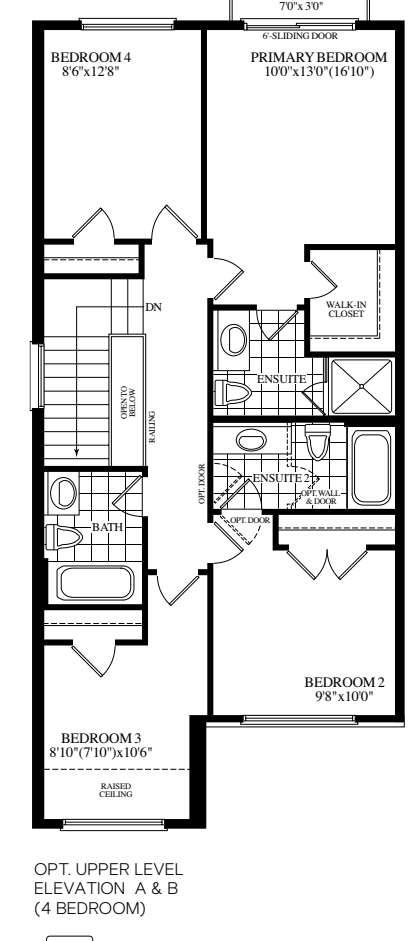 7'0"x 3'0"
6'-SLIDING DOOR
BEDROOM 4
8'6"x12'8"
PRIMARY BEDROOM
10'0"x13'0"(16'10")
DN
WALK-IN
CLOSET
OPEN TO
BELOW
RAILING
ENSUITE
OPT. DOOR
ENSUITE 2
OPT. WALL
& DOOR
OPT. DOOR
BATH
BEDROOM 2
9'8"x10'0"
BEDROOM 3
8'10"(7'10")x10'6"
RAISED
CEILING
OPT. UPPER LEVEL
ELEVATION A & B
(4 BEDROOM)